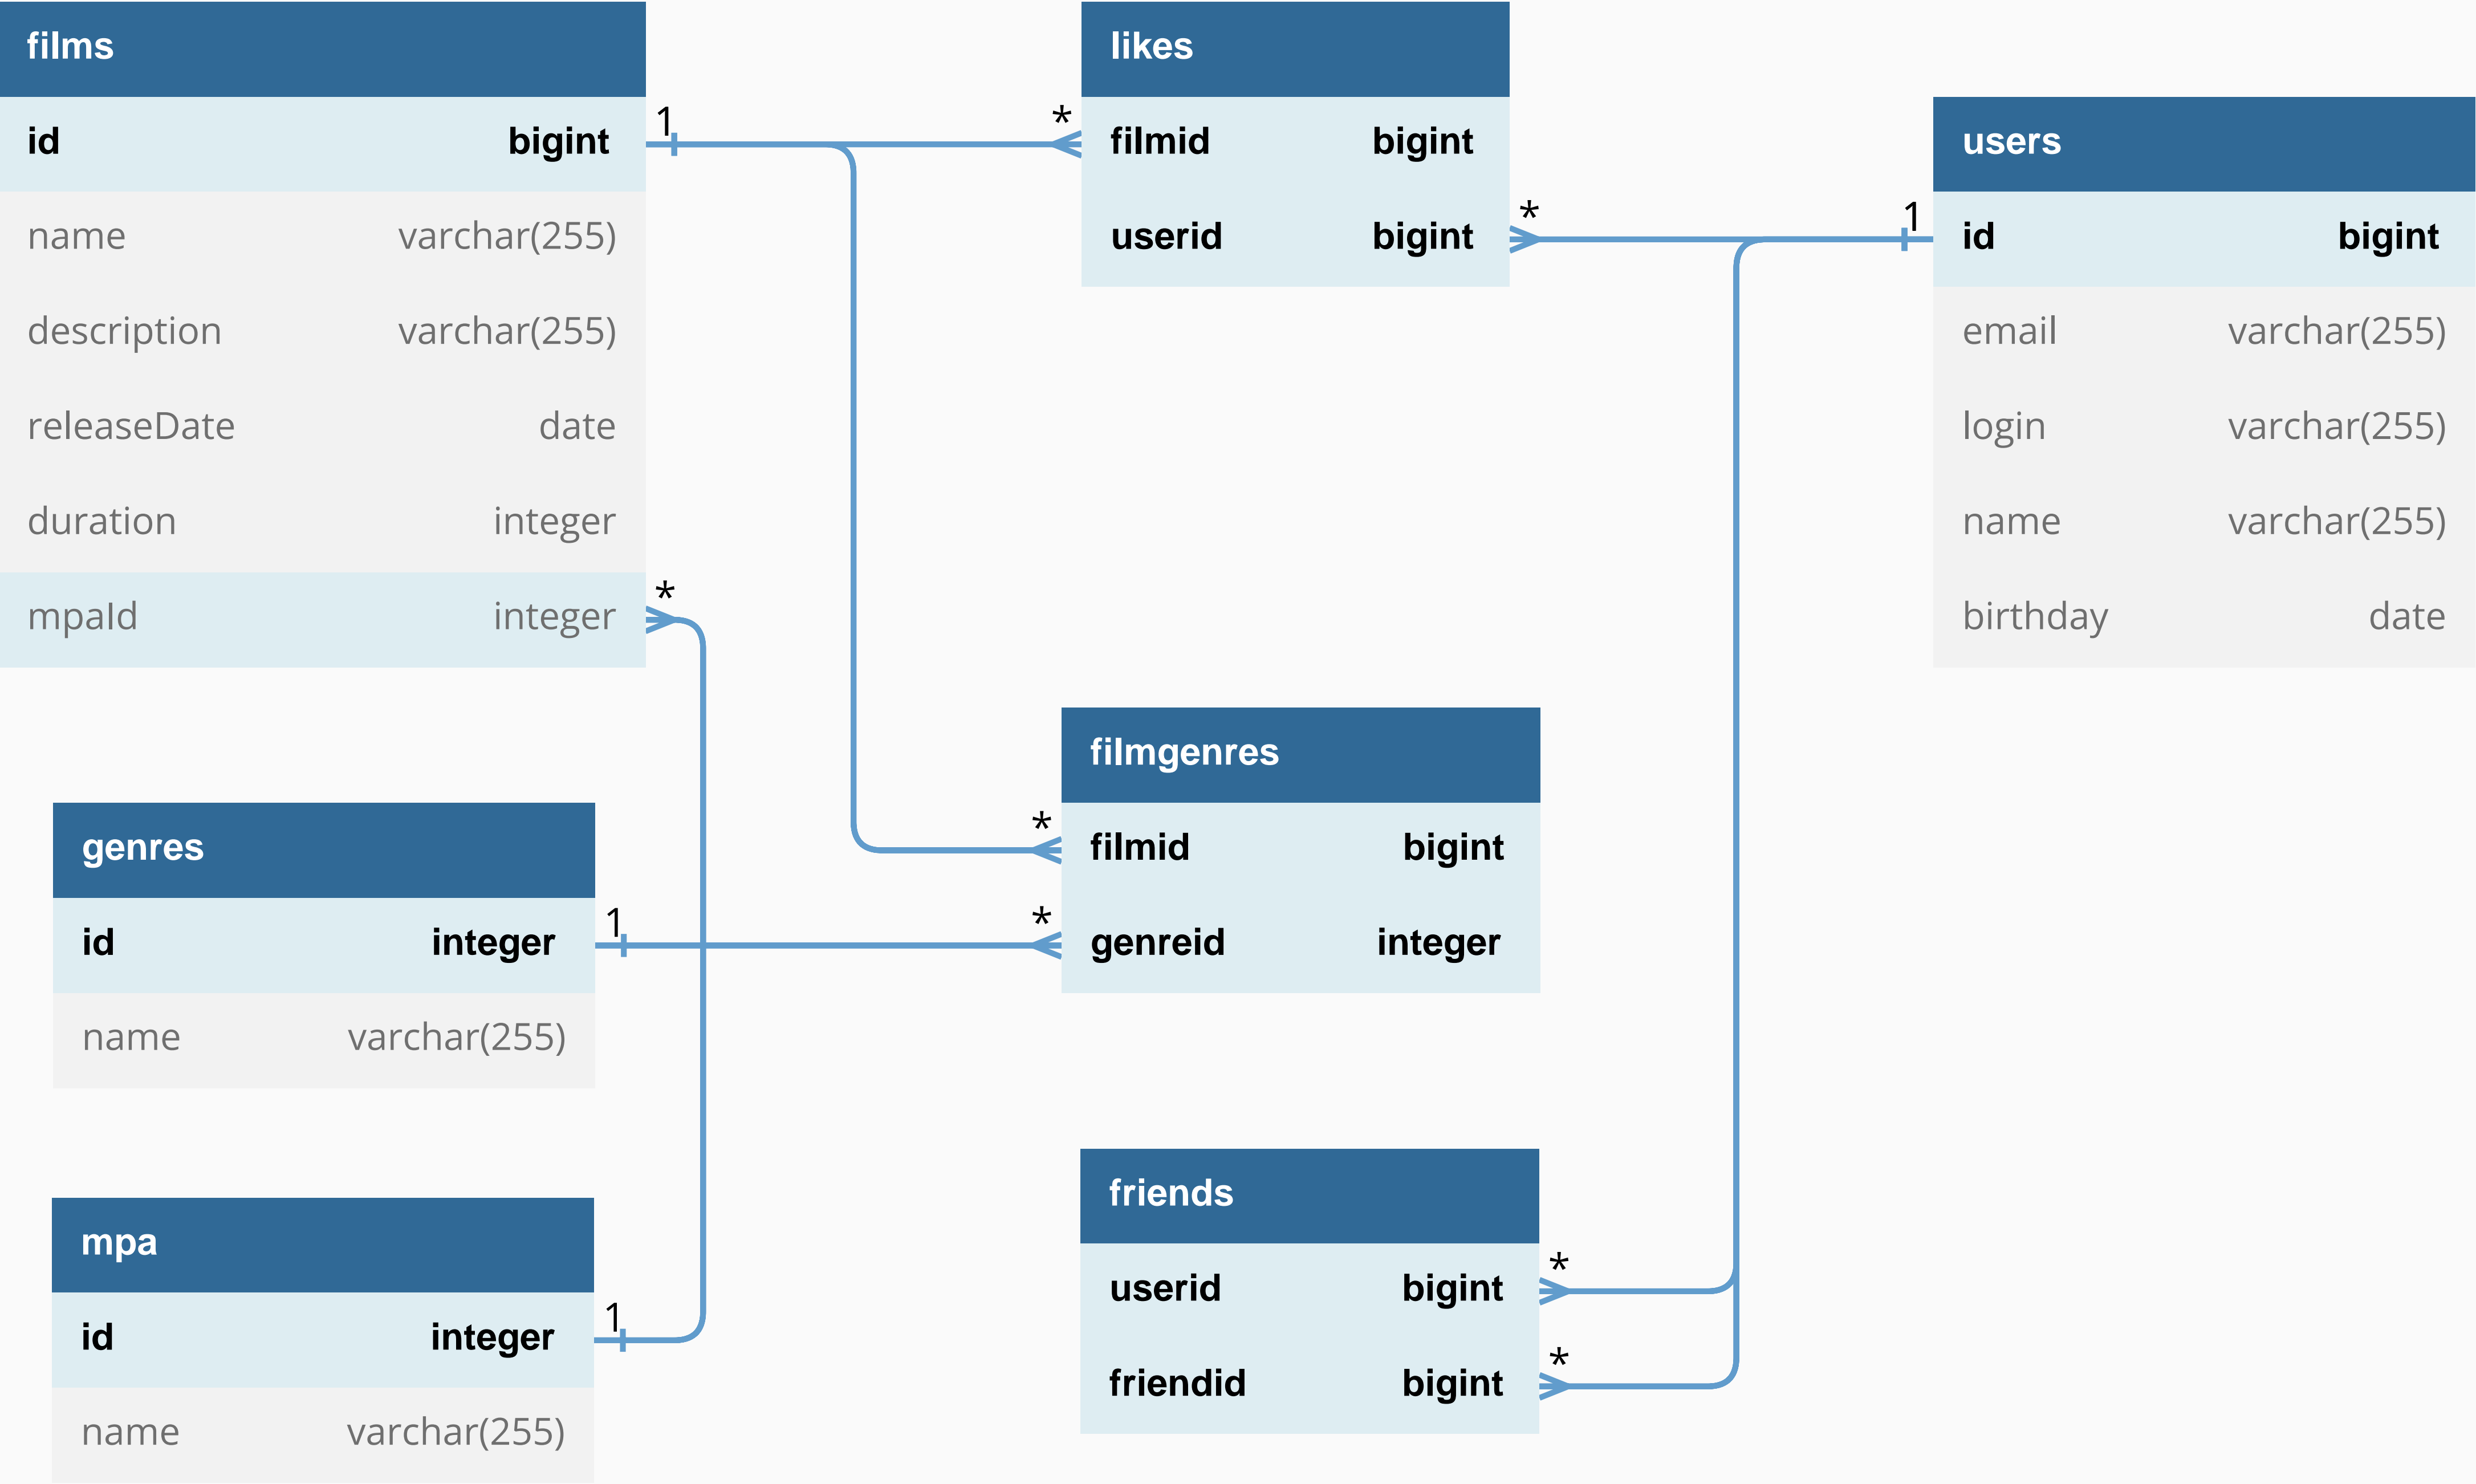 films
id bigint
name varchar(255)
description varchar(255)
releaseDate date
duration integer
mpaId integer
1
*
likes
filmid bigint
userid bigint
*
*
users
id bigint
email varchar(255)
login varchar(255)
name varchar(255)
birthday date
1
genres
id integer
name varchar(255)
1
filmgenres
filmid bigint
genreid integer
*
*
mpa
id integer
name varchar(255)
1
friends
userid bigint
friendid bigint
*
*